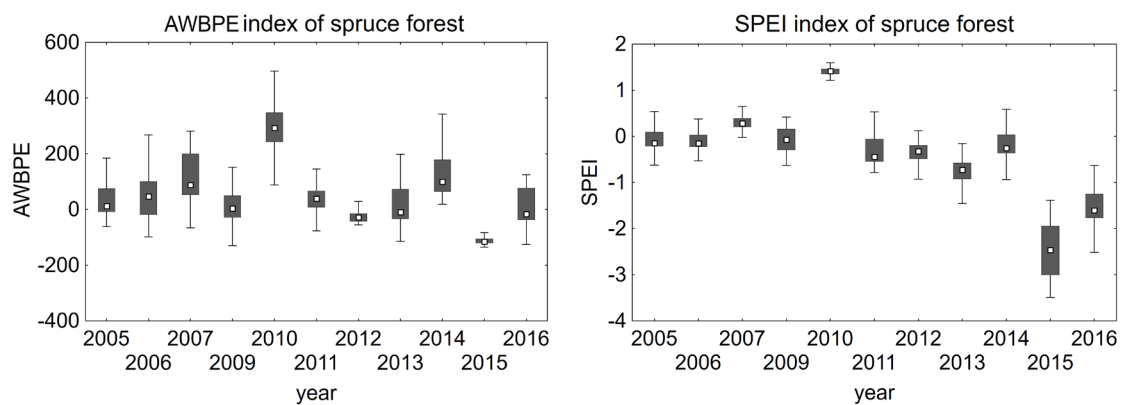 AWBPE index of spruce forest
600
400
200
0
-200
-400
AWBPE
2005 2007 2010 2012 2014 2016
2006 2009 2011 2013 2015
year
SPEI index of spruce forest
2
1
0
-1
-2
-3
-4
SPEI
2005 2007 2010 2012 2014 2016
2006 2009 2011 2013 2015
year